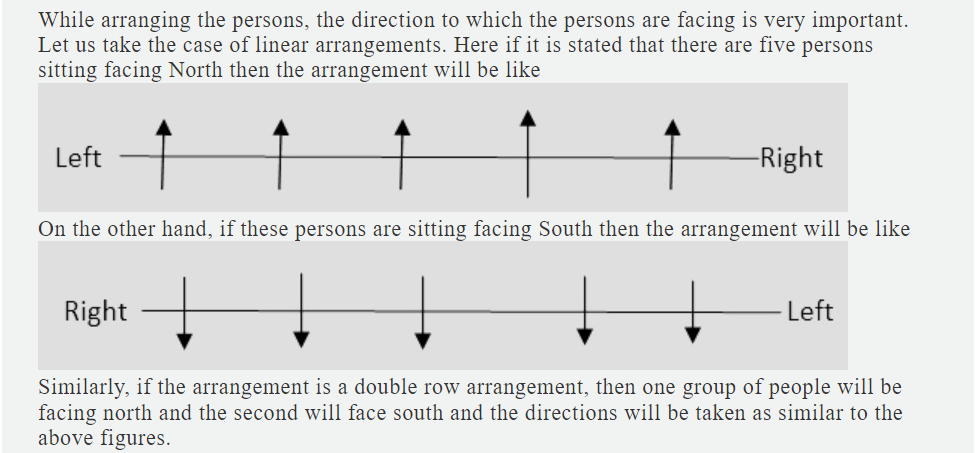 While arranging the persons, the direction to which the persons are facing is very important.
Let us take the case of linear arrangements. Here if it is stated that there are five persons
sitting facing North then the arrangement will be like
Left
Right
On the other hand, if these persons are sitting facing South then the arrangement will be like
Right
Left
Similarly, if the arrangement is a double row arrangement, then one group of people will be
facing north and the second will face south and the directions will be taken as similar to the
above figures.